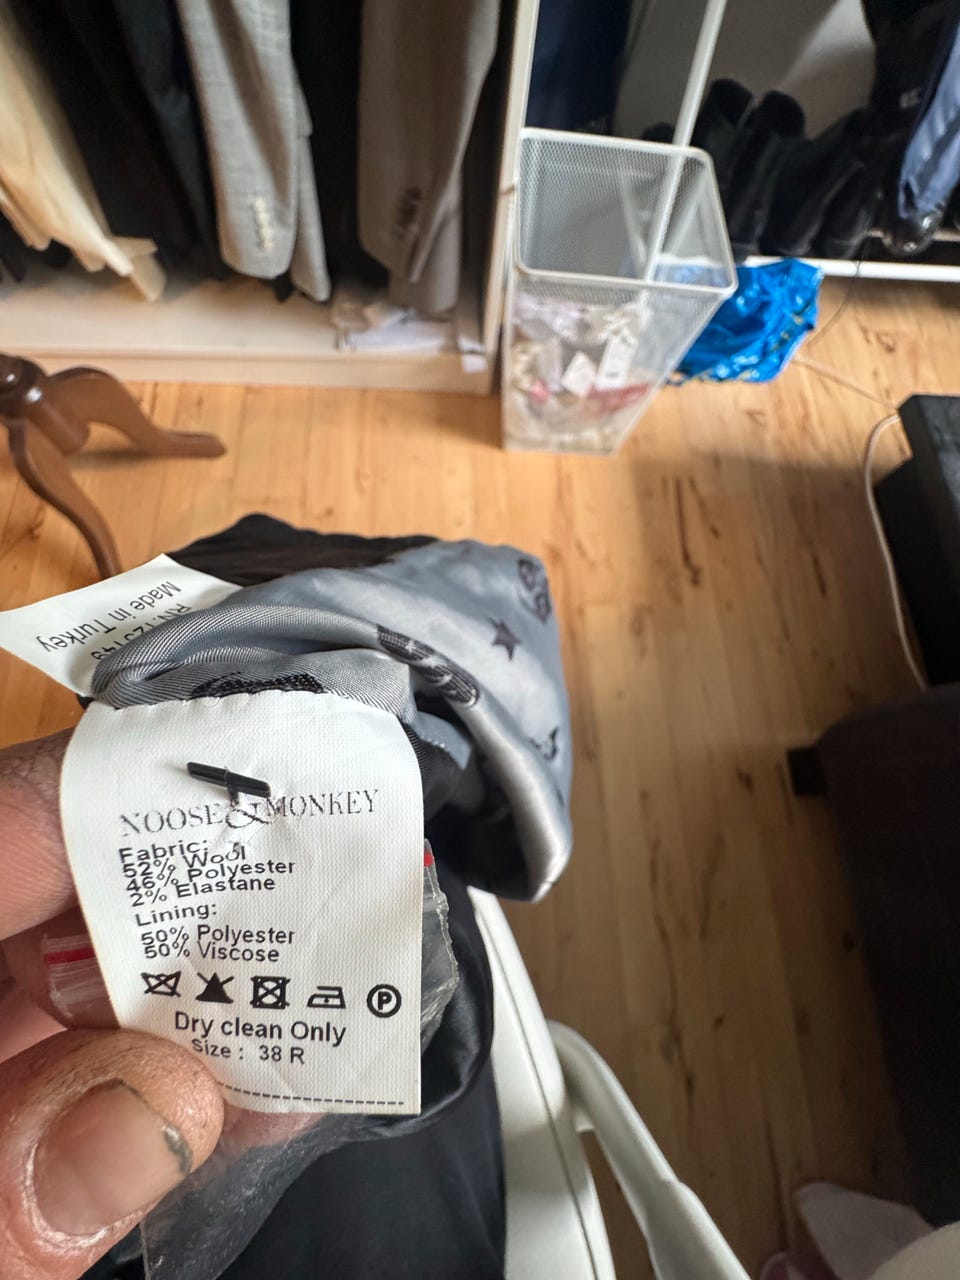 Made in Turkey
NOOSE & MONKEY
Fabric:
52% Wool
46% Polyester
2% Elastane
Lining:
50% Polyester
50% Viscose
P
Dry clean Only
Size : 38 R